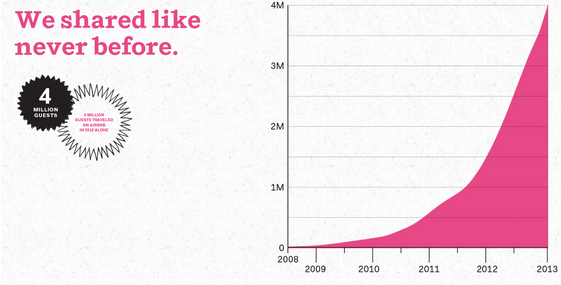 We shared like
never before.
4
MILLION
GUESTS
3 MILLION
GUESTS TRAVELED
ON AIRBNB
IN 2012 ALONE
4M
3M
2M
1M
0
2008
2009
2010
2011
2012
2013